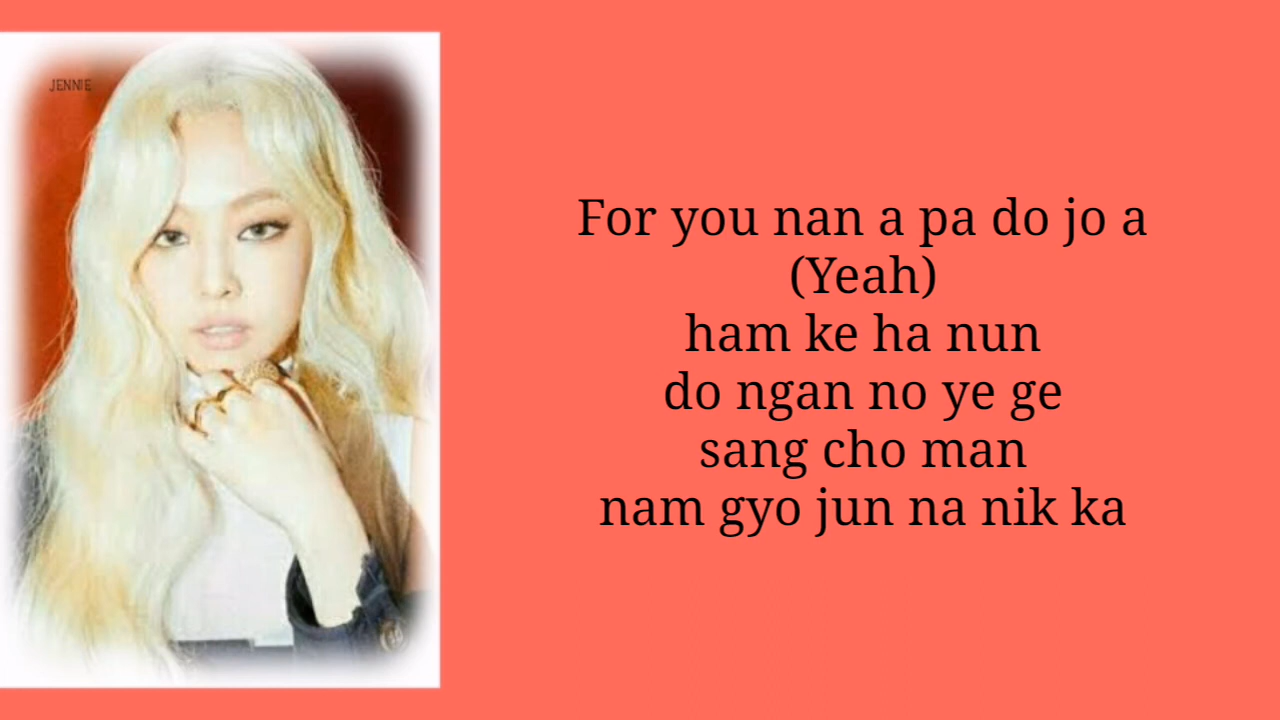 JENNIE
For you nan a pa do jo a
(Yeah)
ham ke ha nun
do ngan no ye ge
sang cho man
nam gyo jun na nik ka